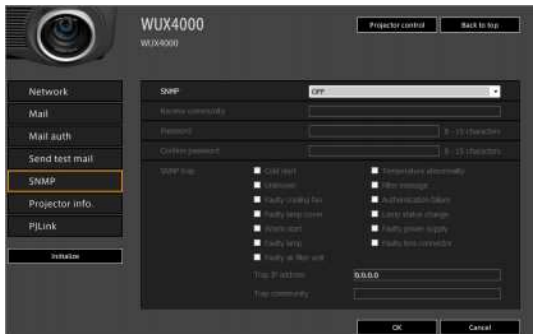 WUX4000
WUX4000
Projector control
Back to top
Network
Mail
Mail auth
Send test mail
SNMP
Projector info.
PJLink
Initialize
SNMP
OFF
Receive community
Password
8 - 15 characters
Confirm password
8 - 15 characters
SNMP trap
Cold start
Temperature abnormality
Unknown
Filter message
Faulty cooling fan
Authentication failure
Faulty lamp cover
Lamp status change
Warm start
Faulty power supply
Faulty lamp
Faulty lens connector
Faulty air filter unit
Trap IP address
0.0.0.0
Trap community
OK
Cancel